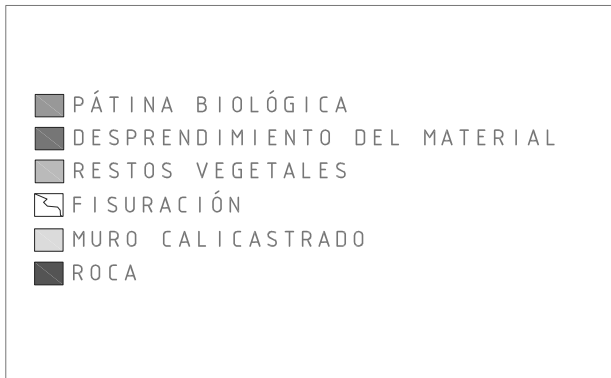 PÁTINA BIOLÓGICA
DESPRENDIMIENTO DEL MATERIAL
RESTOS VEGETALES
FISURACIÓN
MURO CALICASTRADO
ROCA